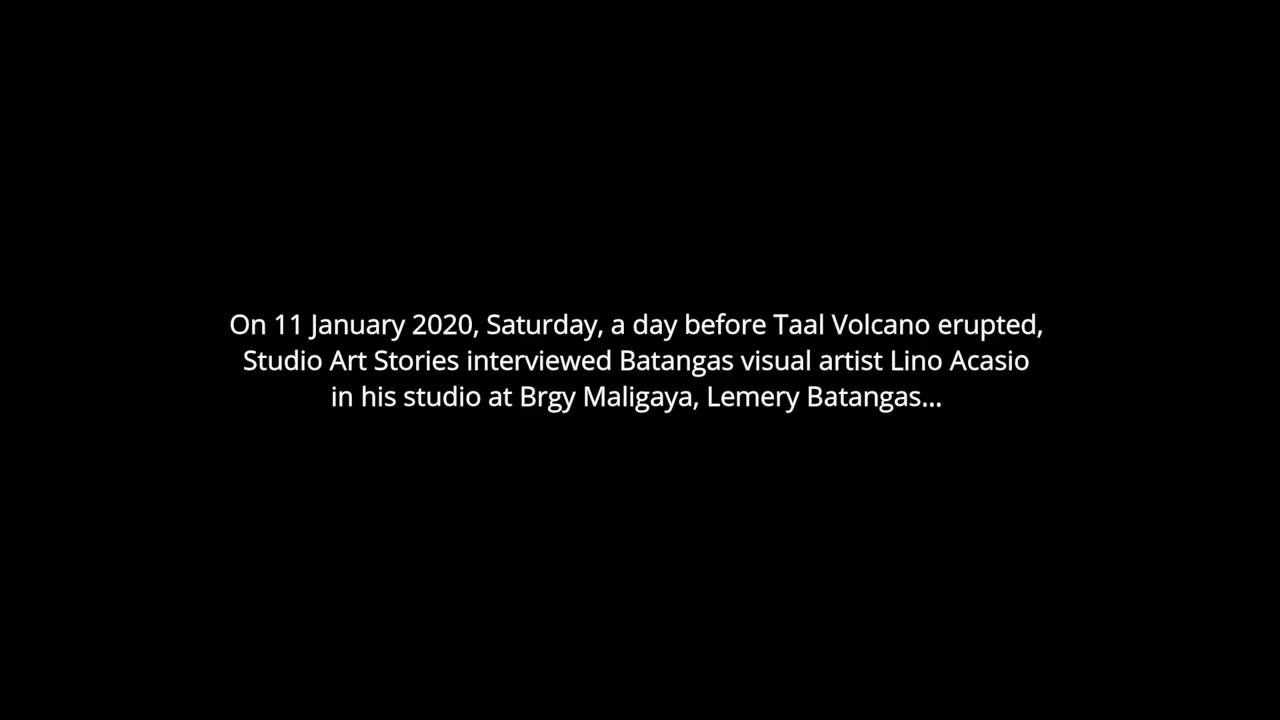 On 11 January 2020, Saturday, a day before Taal Volcano erupted,
Studio Art Stories interviewed Batangas visual artist Lino Acasio
in his studio at Brgy Maligaya, Lemery Batangas...